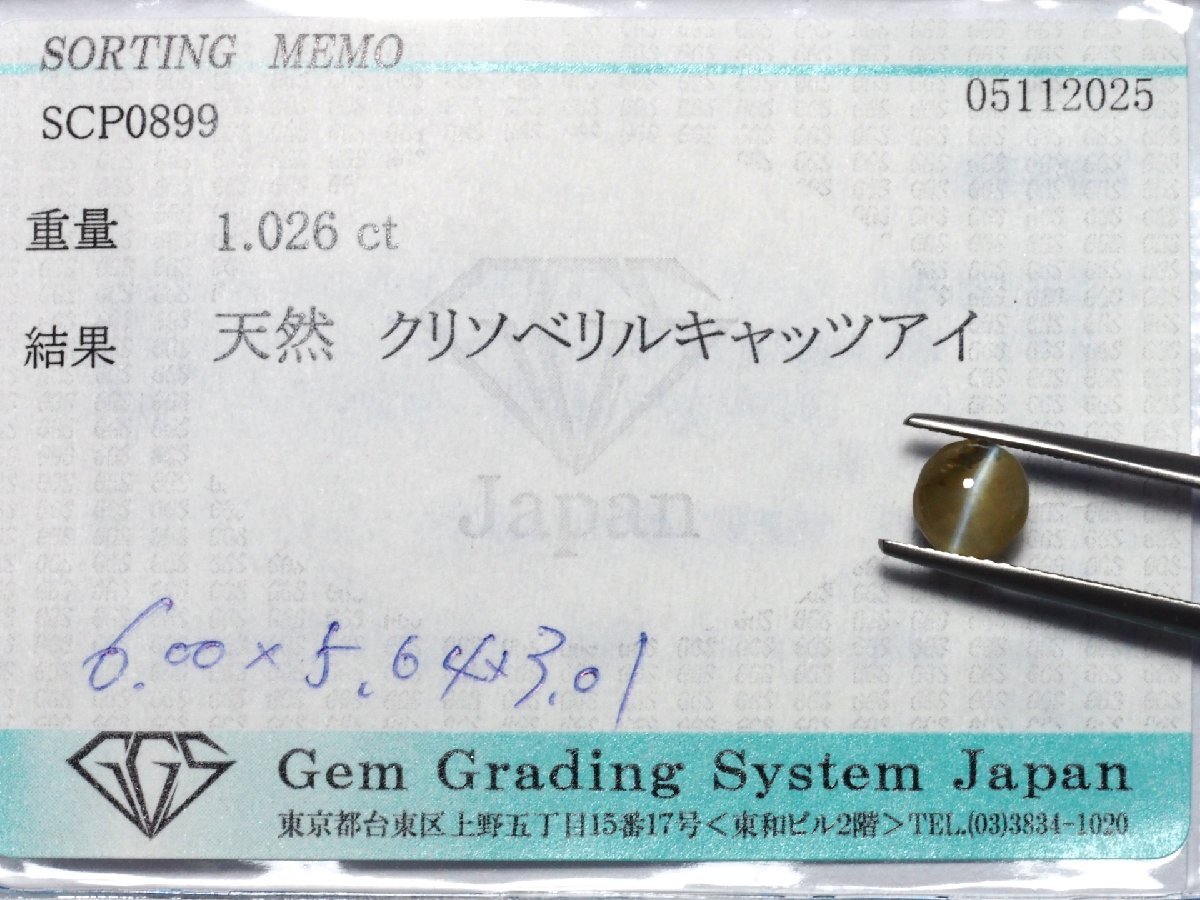 SORTING MEMO
SCP0899
05112025
重量 1.026 ct
結果 天然 クリソベリルキャッツアイ
Japan
6.00×5.64×3.01
GGS
Gem Grading System Japan
東京都台東区上野五丁目15番17号<東和ビル2階>TEL.(03)3834-1020